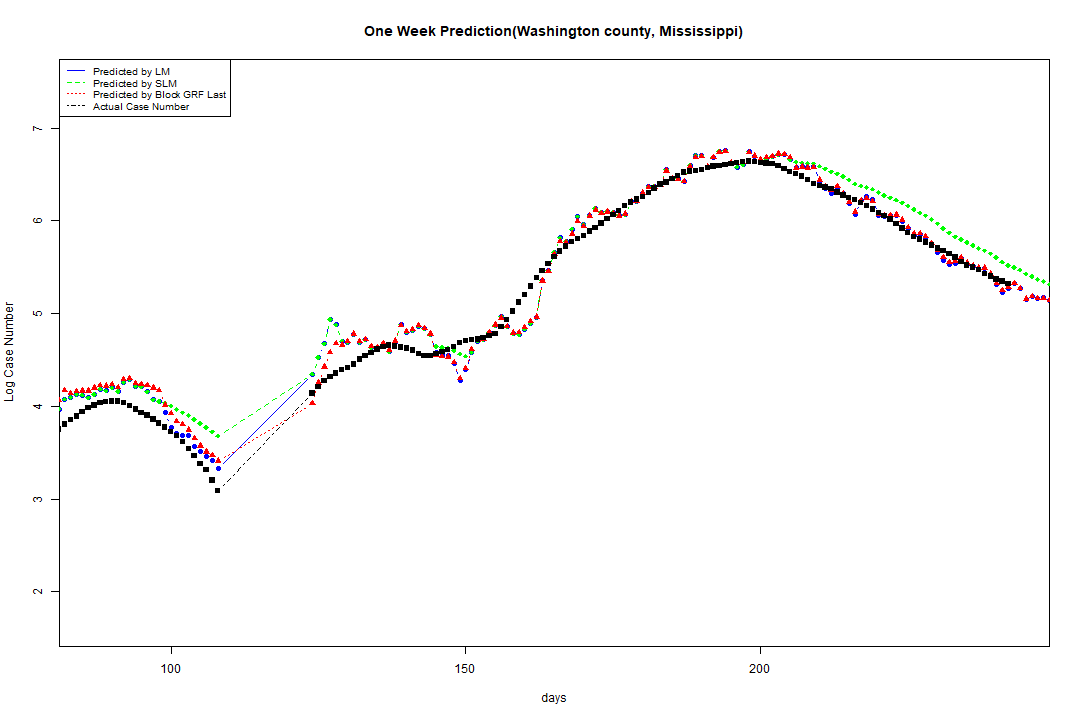 One Week Prediction(Washington county, Mississippi)
Predicted by LM
Predicted by SLM
Predicted by Block GRF Last
Actual Case Number
7
6
5
4
3
2
Log Case Number
100 150 200
days